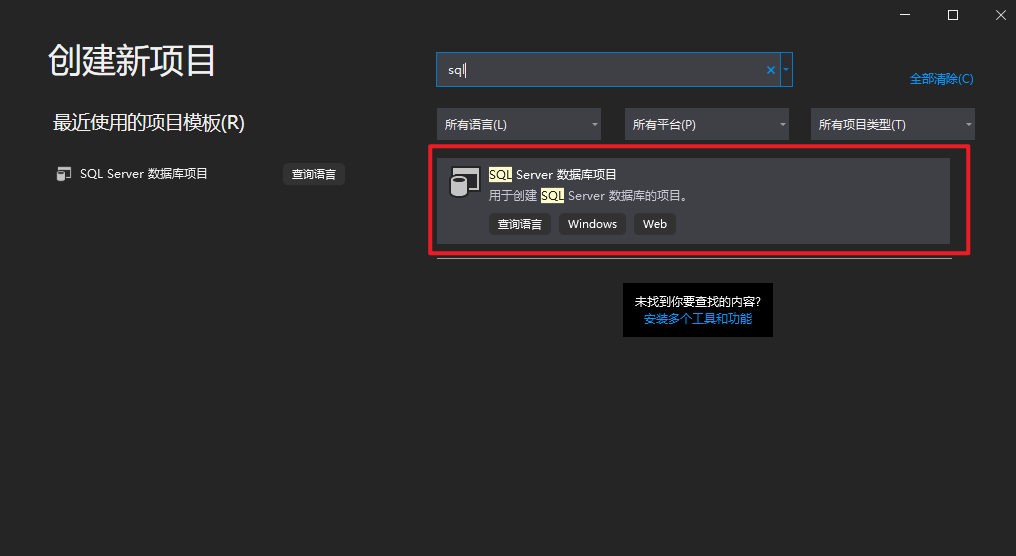 创建新项目
最近使用的项目模板(R)
SQL Server 数据库项目
查询语言
sql
全部清除(C)
所有语言(L)
所有平台(P)
所有项目类型(T)
SQL Server 数据库项目
用于创建 SQL Server 数据库的项目。
查询语言
Windows
Web
未找到你要查找的内容?
安装多个工具和功能